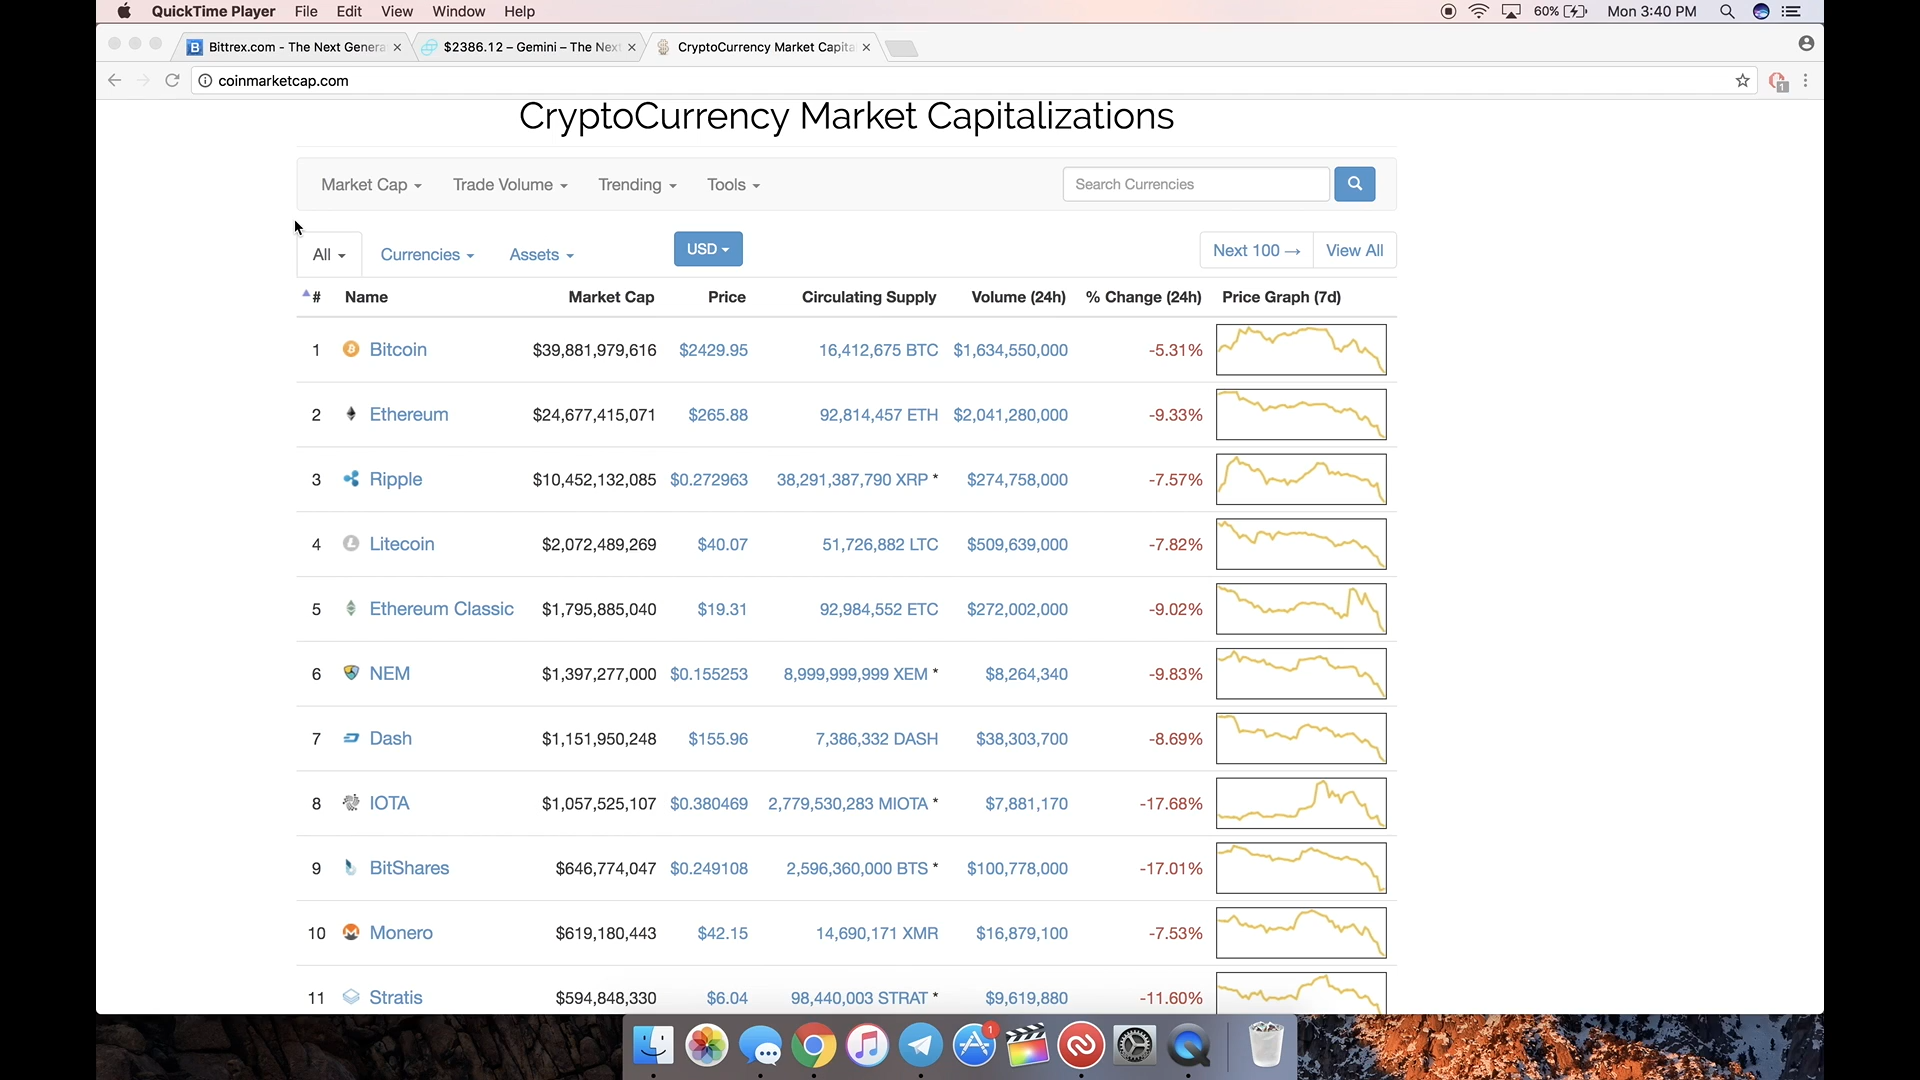 QuickTime Player File Edit View Window Help 60% Mon 3:40 PM
Bittrex.com - The Next Genera $2386.12 – Gemini – The Nex CryptoCurrency Market Capita
coinmarketcap.com 1
CryptoCurrency Market Capitalizations
Market Cap Trade Volume Trending Tools Search Currencies
All Currencies Assets USD Next 100 → View All
# Name Market Cap Price Circulating Supply Volume (24h) % Change (24h) Price Graph (7d)
1 Bitcoin $39,881,979,616 $2429.95 16,412,675 BTC $1,634,550,000 -5.31%
2 Ethereum $24,677,415,071 $265.88 92,814,457 ETH $2,041,280,000 -9.33%
3 Ripple $10,452,132,085 $0.272963 38,291,387,790 XRP * $274,758,000 -7.57%
4 Litecoin $2,072,489,269 $40.07 51,726,882 LTC $509,639,000 -7.82%
5 Ethereum Classic $1,795,885,040 $19.31 92,984,552 ETC $272,002,000 -9.02%
6 NEM $1,397,277,000 $0.155253 8,999,999,999 XEM * $8,264,340 -9.83%
7 Dash $1,151,950,248 $155.96 7,386,332 DASH $38,303,700 -8.69%
8 IOTA $1,057,525,107 $0.380469 2,779,530,283 MIOTA * $7,881,170 -17.68%
9 BitShares $646,774,047 $0.249108 2,596,360,000 BTS * $100,778,000 -17.01%
10 Monero $619,180,443 $42.15 14,690,171 XMR $16,879,100 -7.53%
11 Stratis $594,848,330 $6.04 98,440,003 STRAT * $9,619,880 -11.60%
1